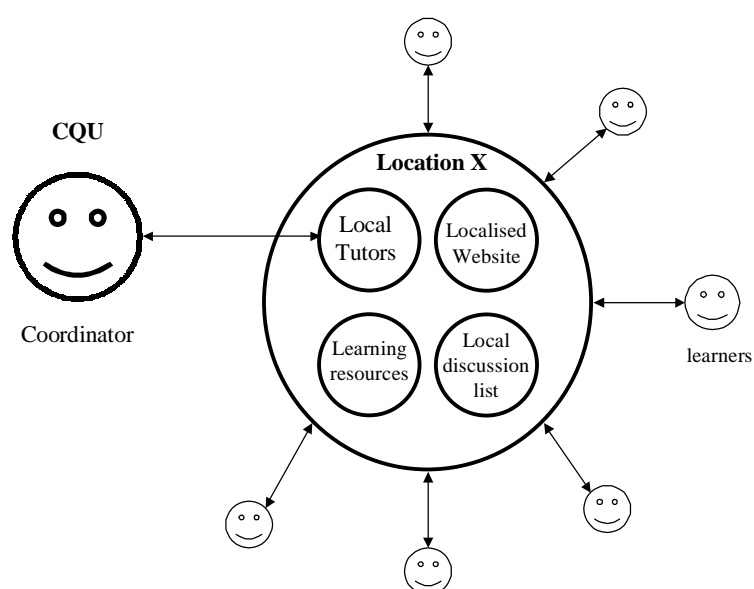 CQU
Coordinator
Location X
Local
Tutors
Localised
Website
Learning
resources
Local
discussion
list
learners